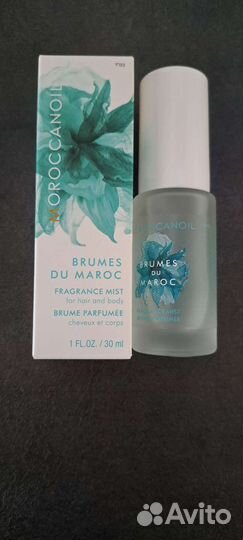 MOROCCANOIL
BRUMES
DU MAROC
FRAGRANCE MIST
for hair and body
BRUME PARFUMÉE
cheveux et corps
1 FL.OZ. / 30 ml
BRUMES
DU
MAROC
Avito